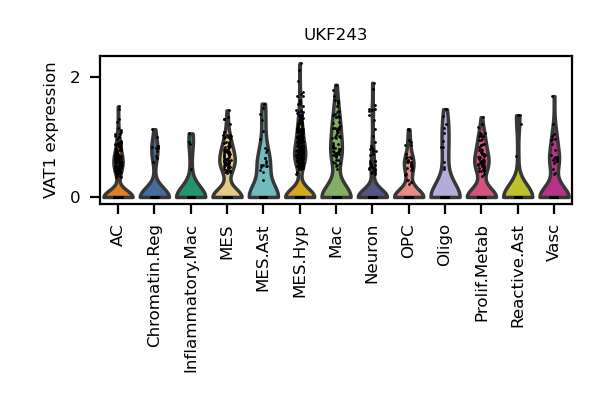 UKF243
VAT1 expression
2
0
AC
Chromatin.Reg
Inflammatory.Mac
MES
MES.Ast
MES.Hyp
Mac
Neuron
OPC
Oligo
Prolif.Metab
Reactive.Ast
Vasc